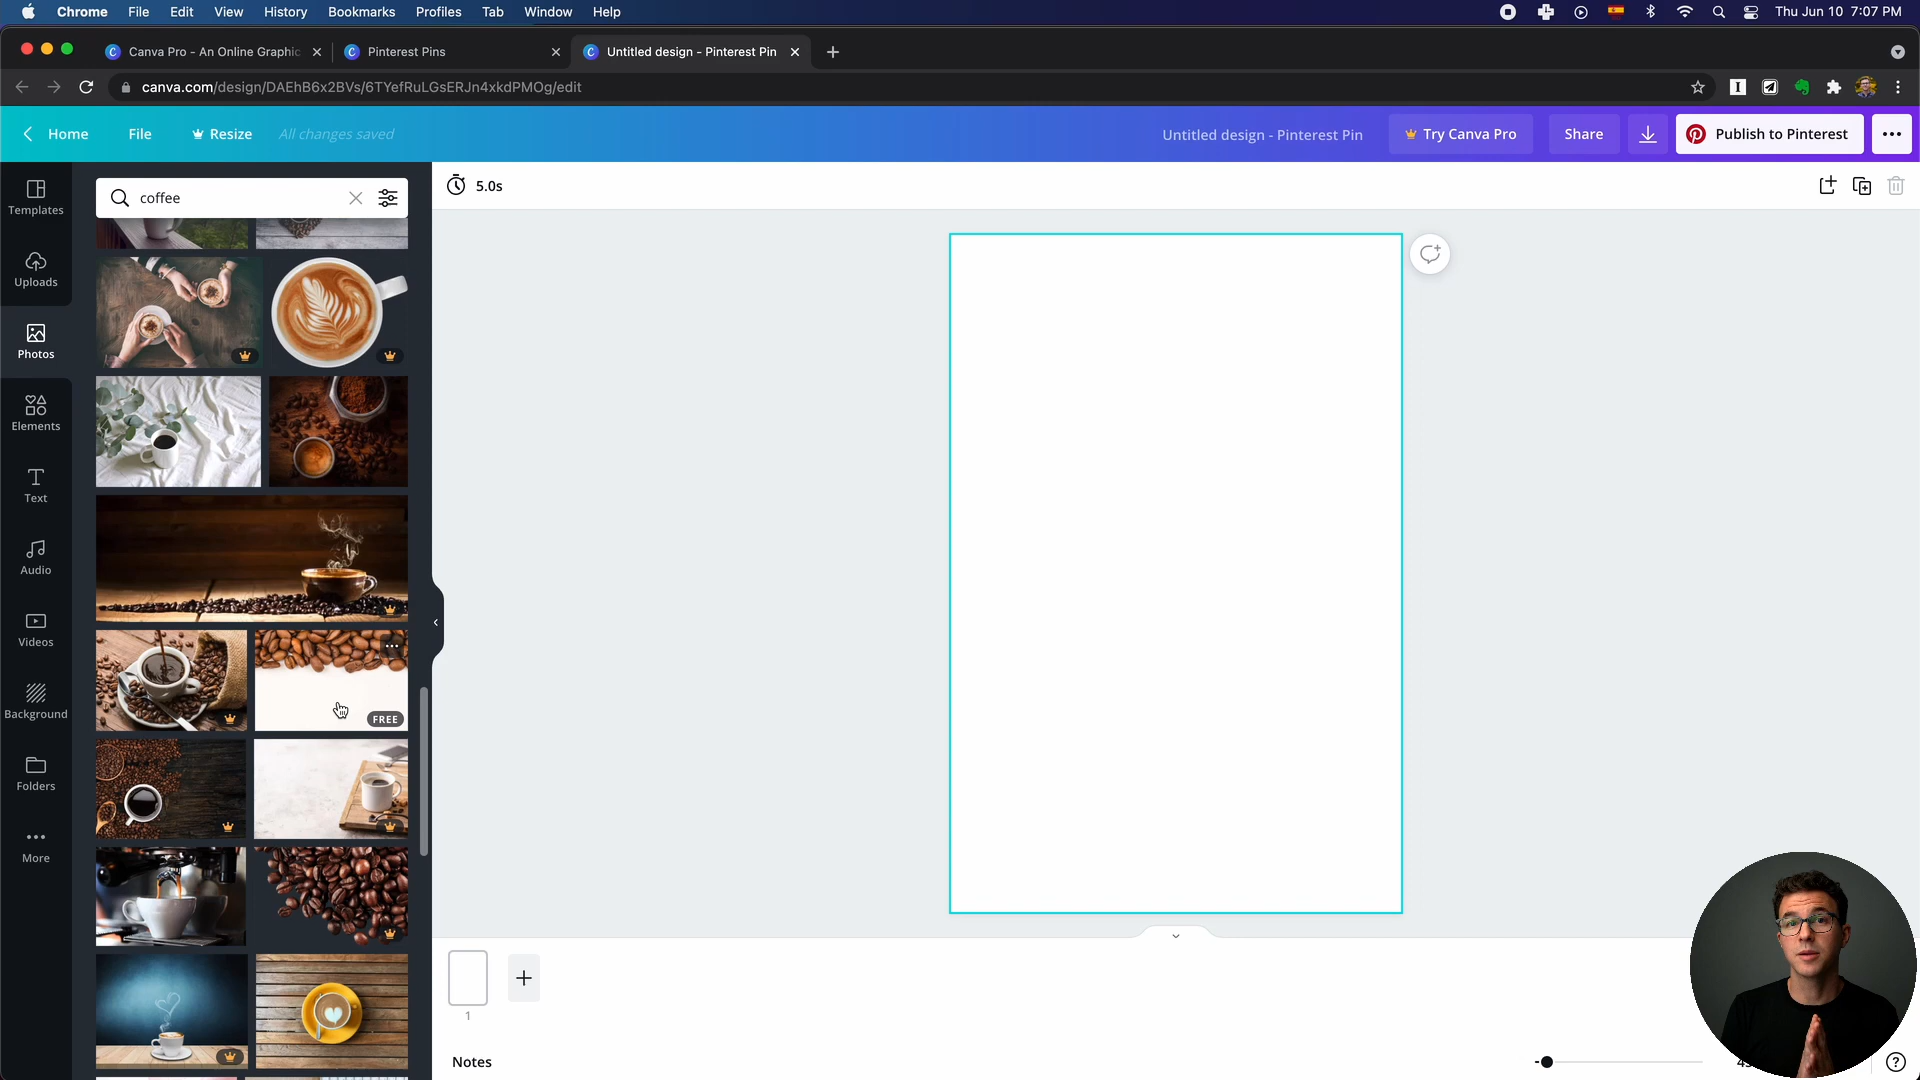 Chrome File Edit View History Bookmarks Profiles Tab Window Help
Thu Jun 10 7:07 PM
Canva Pro - An Online Graphic
Pinterest Pins
Untitled design - Pinterest Pin
canva.com/design/DAEhB6x2BVs/6TYefRuLGsERJn4xkdPMOg/edit
Home File Resize All changes saved
Untitled design - Pinterest Pin
Try Canva Pro
Share
Publish to Pinterest
Templates
Uploads
Photos
Elements
Text
Audio
Videos
Background
Folders
More
coffee
FREE
5.0s
1
Notes